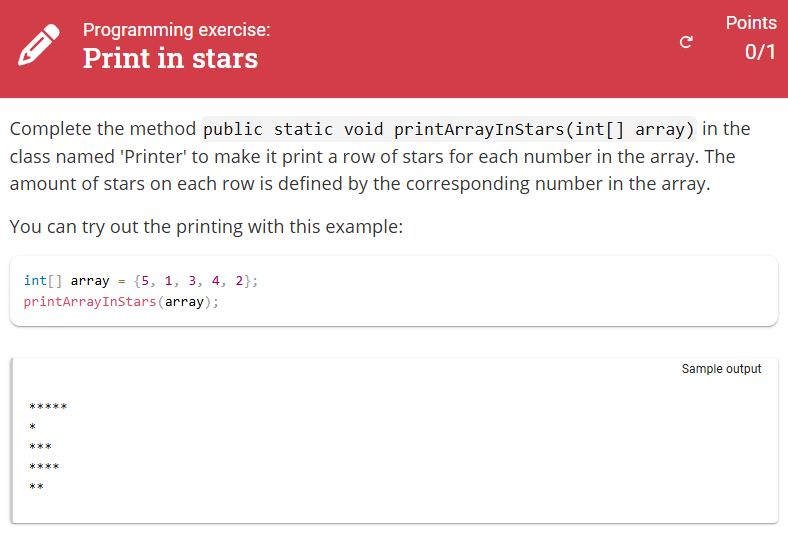 Programming exercise:
Print in stars
Points
0/1
Complete the method public static void printArrayInStars(int[] array) in the
class named 'Printer' to make it print a row of stars for each number in the array. The
amount of stars on each row is defined by the corresponding number in the array.
You can try out the printing with this example:
int[] array = {5, 1, 3, 4, 2};
printArrayInStars(array);
Sample output
*****
*
***
****
**